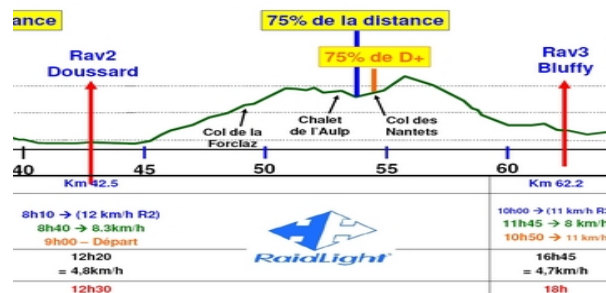 ance
75% de la distance
75% de D+
Rav2
Doussard
Rav3
Bluffy
Col de la
Forclaz
Chalet
de l'Aulp
Col des
Nantets
40
45
50
55
60
Km 42.5
Km 62.2
8h10 → (12 km/h R2)
8h40 → 8.3km/h
9h00 – Départ
12h20
= 4,8km/h
12h30
RaidLight
10h00 → (11 km/h R3
11h45 → 8 km/h
10h50 → 11 km/h
16h45
= 4,7km/h
18h